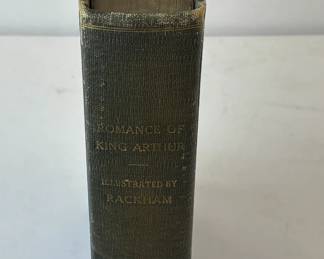 ROMANCE OF
KING ARTHUR
ILLUSTRATED BY
RACKHAM